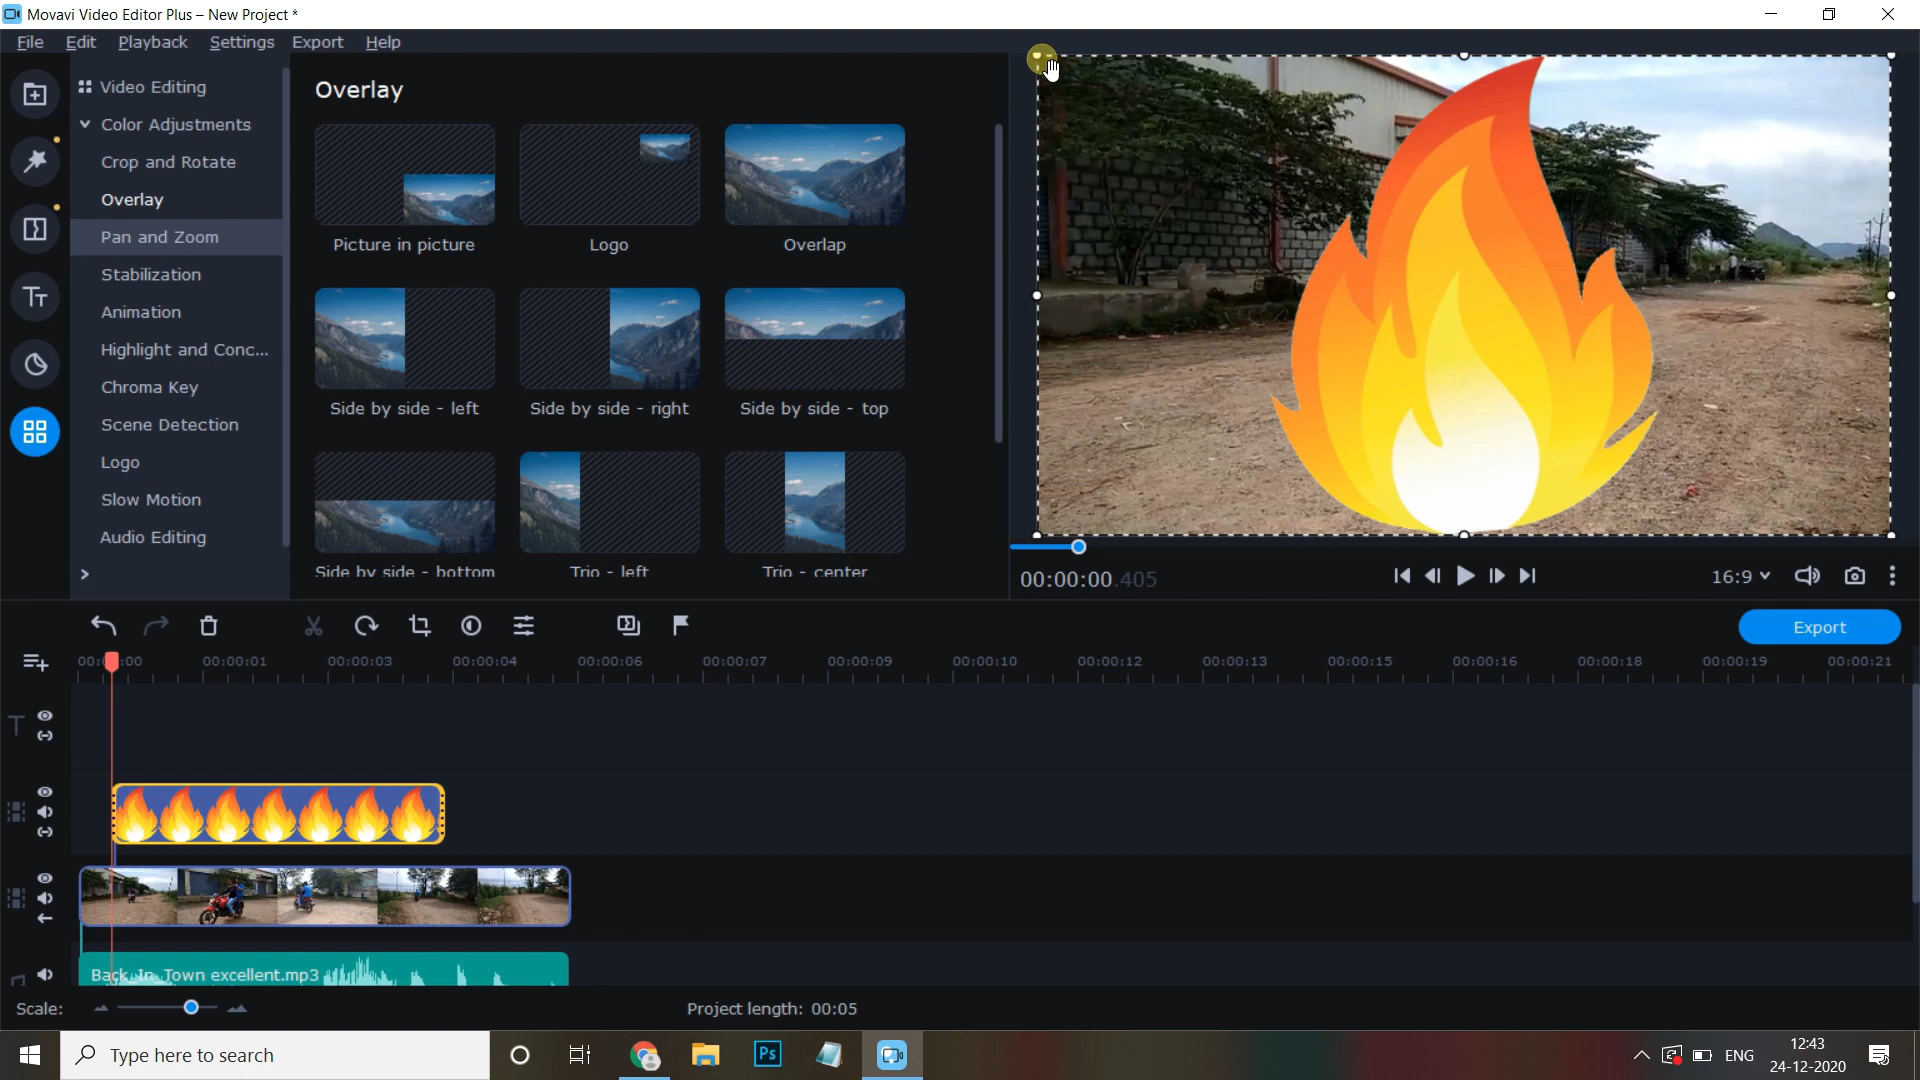 Movavi Video Editor Plus – New Project *
File Edit Playback Settings Export Help
Video Editing
Color Adjustments
Crop and Rotate
Overlay
Pan and Zoom
Stabilization
Animation
Highlight and Conc...
Chroma Key
Scene Detection
Logo
Slow Motion
Audio Editing
Overlay
Picture in picture
Logo
Overlap
Side by side - left
Side by side - right
Side by side - top
Side by side - bottom
Trio - left
Trio - center
00:00:00.405
16:9
Export
00:00:01 00:00:03 00:00:04 00:00:06 00:00:07 00:00:09 00:00:10 00:00:12 00:00:13 00:00:15 00:00:16 00:00:18 00:00:19 00:00:21
Back In Town excellent.mp3
Scale:
Project length: 00:05
Type here to search
Ps
ENG
12:43
24-12-2020